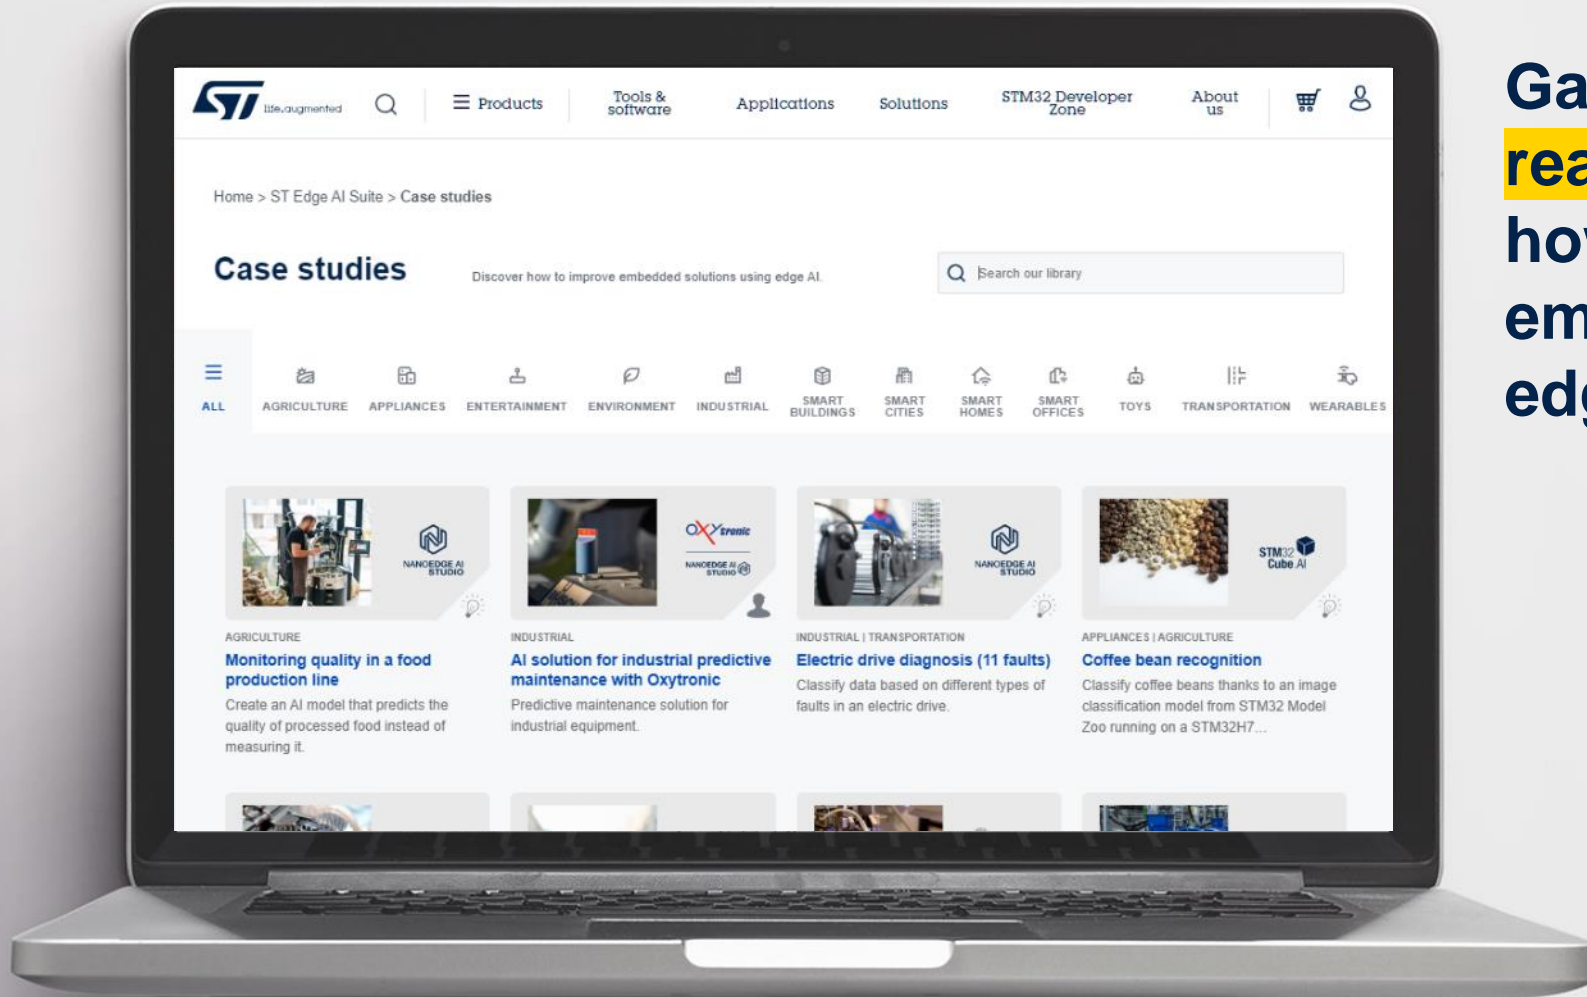 ST life.augmented
Products
Tools & software
Applications
Solutions
STM32 Developer Zone
About us
Home > ST Edge AI Suite > Case studies
Case studies
Discover how to improve embedded solutions using edge AI.
Search our library
ALL
AGRICULTURE
APPLIANCES
ENTERTAINMENT
ENVIRONMENT
INDUSTRIAL
SMART
BUILDINGS
SMART
CITIES
SMART
HOMES
SMART
OFFICES
TOYS
TRANSPORTATION
WEARABLES
NANOEDGE AI
STUDIO
AGRICULTURE
Monitoring quality in a food
production line
Create an AI model that predicts the
quality of processed food instead of
measuring it.
OXYtronic
NANOEDGE AI
STUDIO
INDUSTRIAL
AI solution for industrial predictive
maintenance with Oxytronic
Predictive maintenance solution for
industrial equipment.
NANOEDGE AI
STUDIO
INDUSTRIAL | TRANSPORTATION
Electric drive diagnosis (11 faults)
Classify data based on different types of
faults in an electric drive.
STM32
Cube.AI
APPLIANCES | AGRICULTURE
Coffee bean recognition
Classify coffee beans thanks to an image
classification model from STM32 Model
Zoo running on a STM32H7...